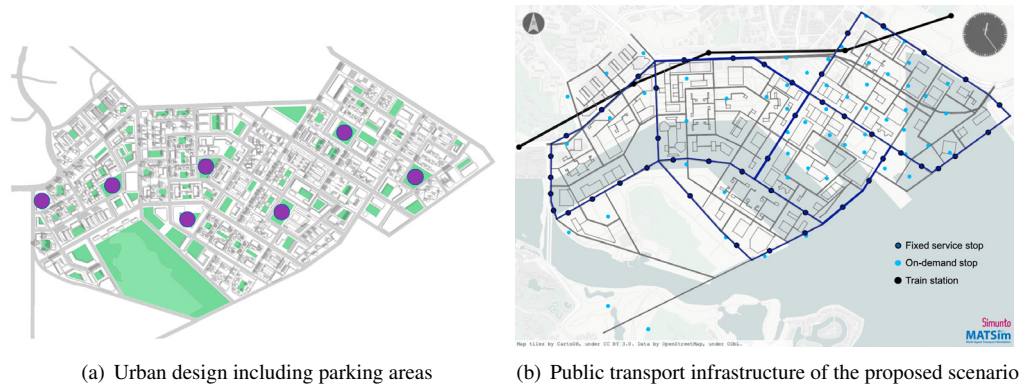 Fixed service stop
On-demand stop
Train station
Simunto
MATSim
Map tiles by CartoDB, under CC BY 3.0. Data by OpenStreetMap, under ODbL.
(a) Urban design including parking areas
(b) Public transport infrastructure of the proposed scenario